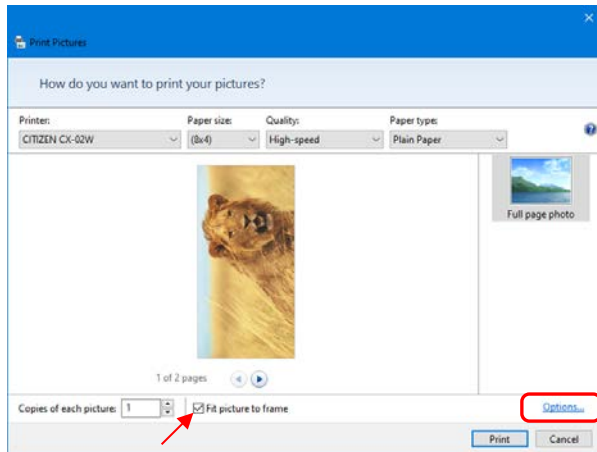 Print Pictures
How do you want to print your pictures?
Printer: Paper size: Quality: Paper type:
CITIZEN CX-02W (8x4) High-speed Plain Paper
Full page photo
1 of 2 pages
Copies of each picture: 1 Fit picture to frame Options...
Print Cancel